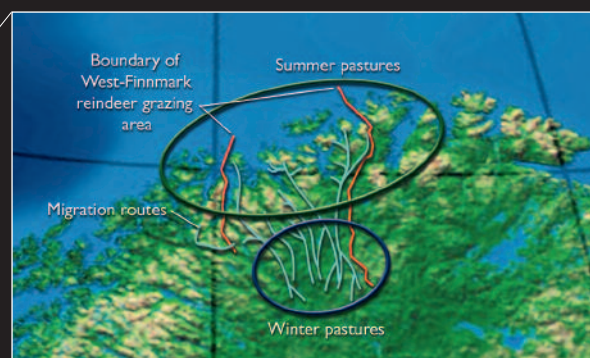 Boundary of
West-Finnmark
reindeer grazing
area
Summer pastures
Migration routes
Winter pastures